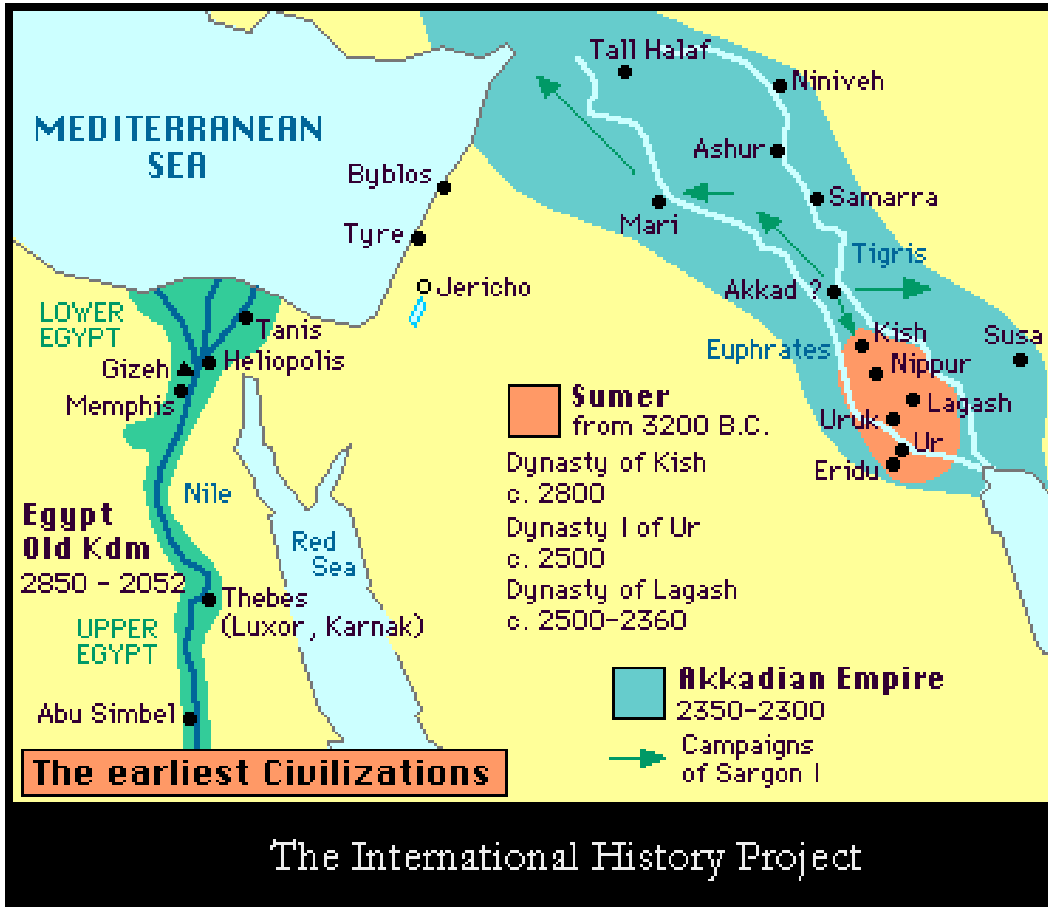 Tall Halaf
Niniveh
MEDITERRANEAN
SEA
Ashur
Byblos
Samarra
Mari
Tyre
Tigris
Jericho
Akkad ?
LOWER
EGYPT
Tanis
Kish
Susa
Euphrates
Heliopolis
Gizeh
Nippur
Memphis
Sumer
from 3200 B.C.
Lagash
Uruk
Ur
Eridu
Dynasty of Kish
c. 2800
Nile
Dynasty I of Ur
c. 2500
Egypt
Old Kdm
2850 - 2052
Red
Sea
Dynasty of Lagash
c. 2500-2360
Thebes
(Luxor, Karnak)
UPPER
EGYPT
Akkadian Empire
2350-2300
Abu Simbel
Campaigns
of Sargon I
The earliest Civilizations
The International History Project